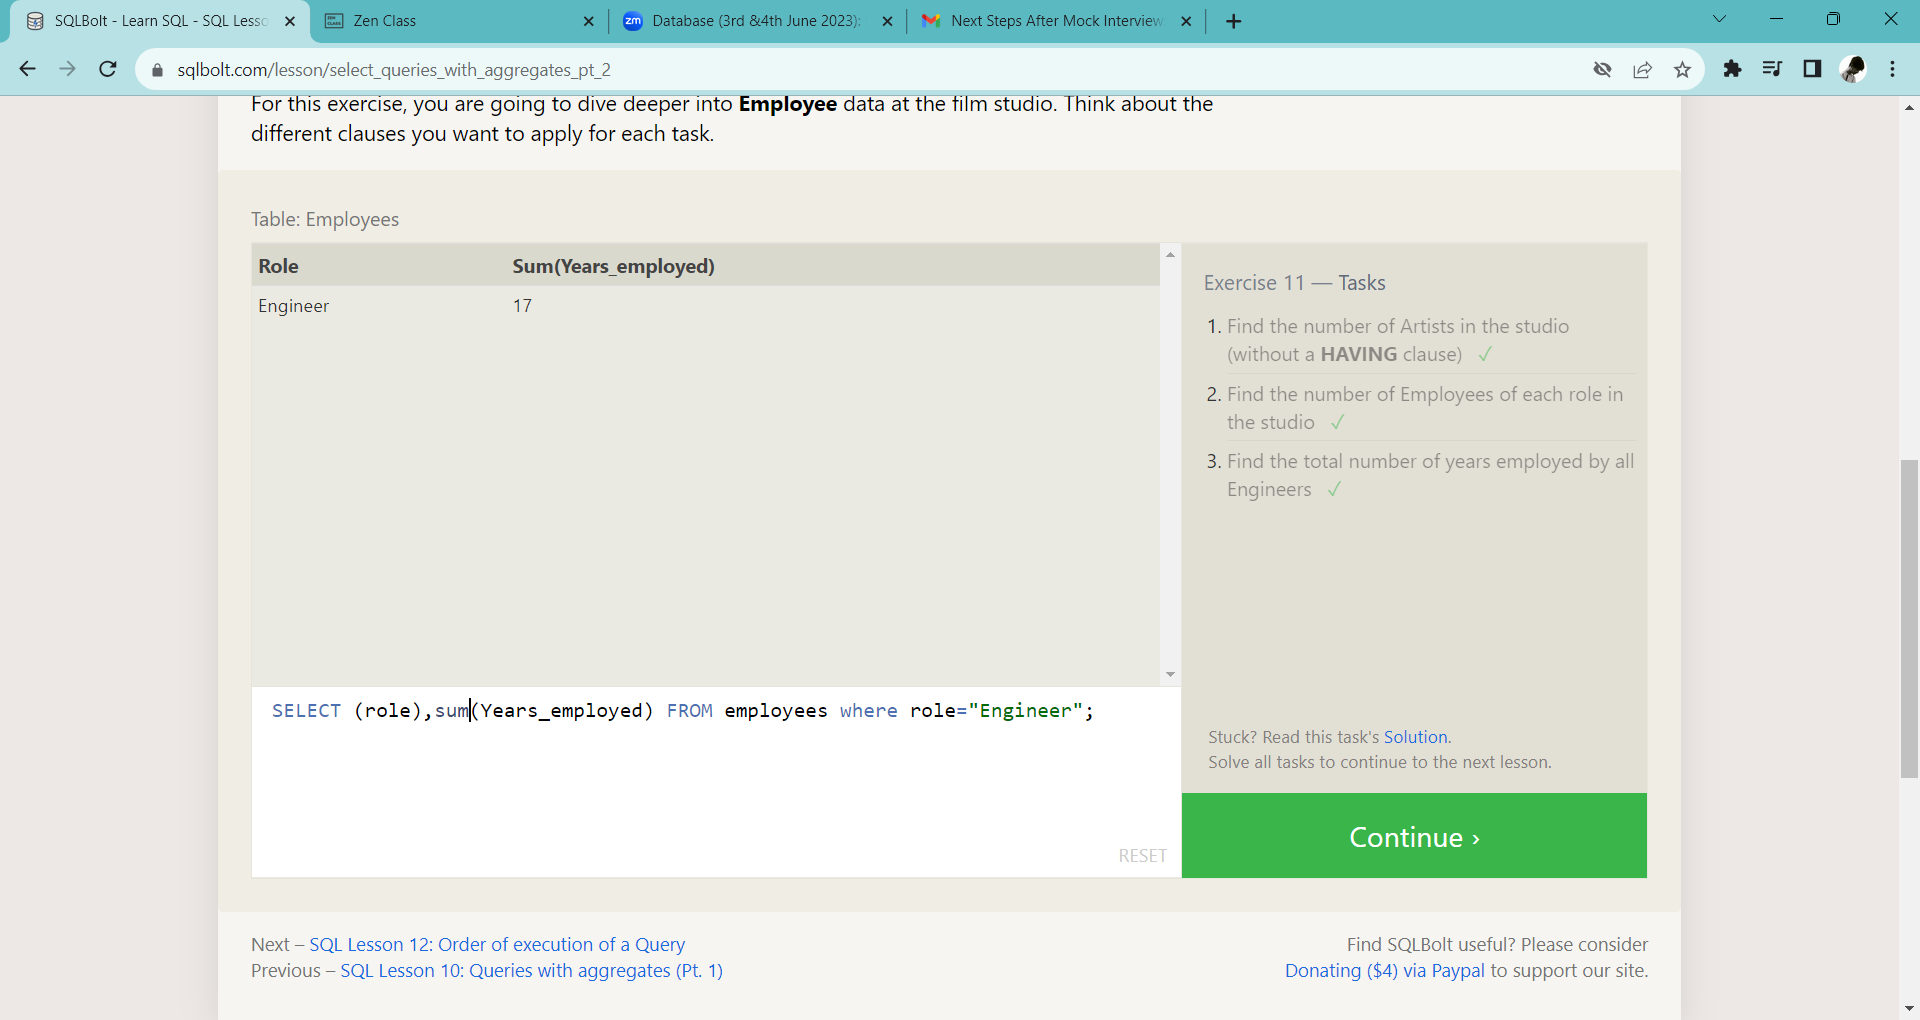 SQLBolt - Learn SQL - SQL Lesso
Zen Class
Database (3rd &4th June 2023):
Next Steps After Mock Interview
sqlbolt.com/lesson/select_queries_with_aggregates_pt_2
For this exercise, you are going to dive deeper into Employee data at the film studio. Think about the
different clauses you want to apply for each task.
Table: Employees
Role Sum(Years_employed)
Engineer 17
SELECT (role),sum(Years_employed) FROM employees where role="Engineer";
RESET
Exercise 11 — Tasks
1. Find the number of Artists in the studio
(without a HAVING clause) ✓
2. Find the number of Employees of each role in
the studio ✓
3. Find the total number of years employed by all
Engineers ✓
Stuck? Read this task's Solution.
Solve all tasks to continue to the next lesson.
Continue ›
Next – SQL Lesson 12: Order of execution of a Query
Previous – SQL Lesson 10: Queries with aggregates (Pt. 1)
Find SQLBolt useful? Please consider
Donating ($4) via Paypal to support our site.